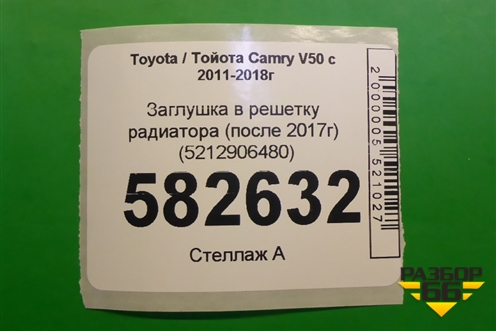 Toyota / Тойота Camry V50 с
2011-2018г
Заглушка в решетку
радиатора (после 2017г)
(5212906480)
582632
Стеллаж А
2000005521027
РАЗБОР
66